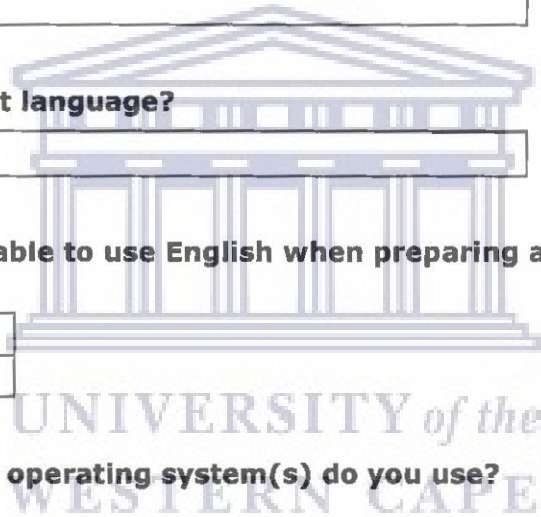 t language?
able to use English when preparing a
UNIVERSITY of the
operating system(s) do you use?
WESTERN CAPE